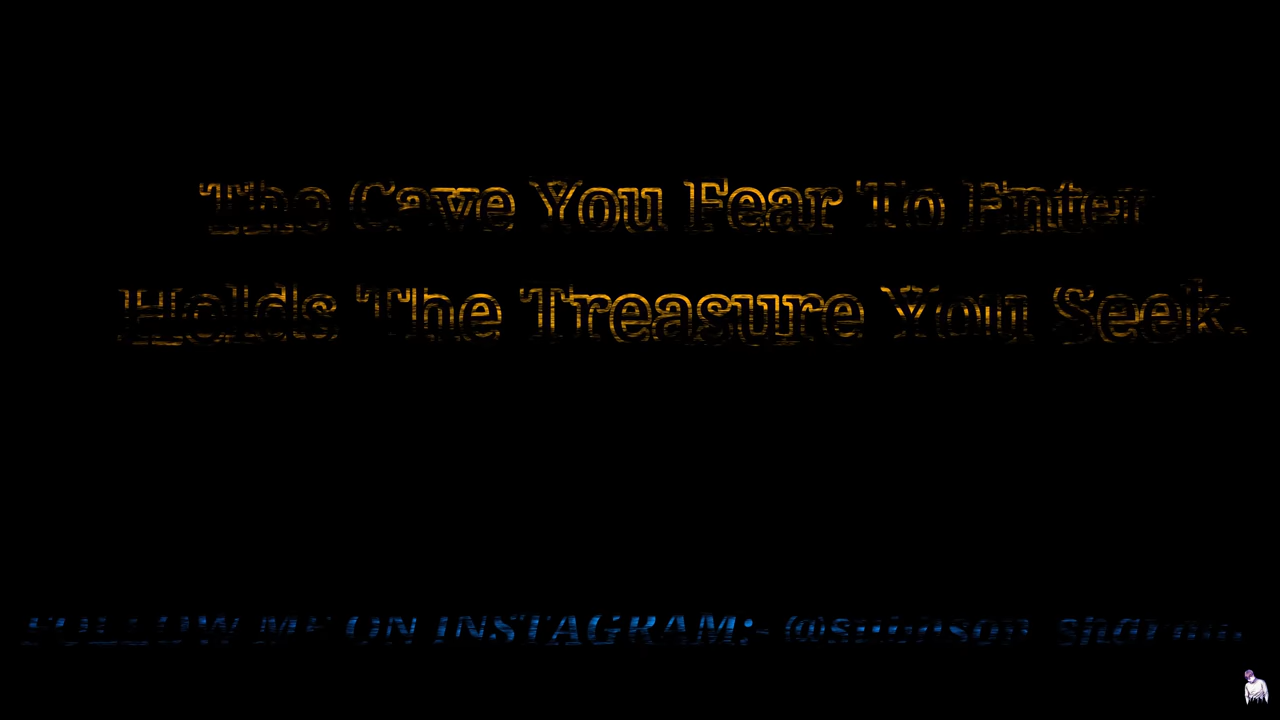 The Cave You Fear To Enter
Holds The Treasure You Seek.
FOLLOW ME ON INSTAGRAM:-